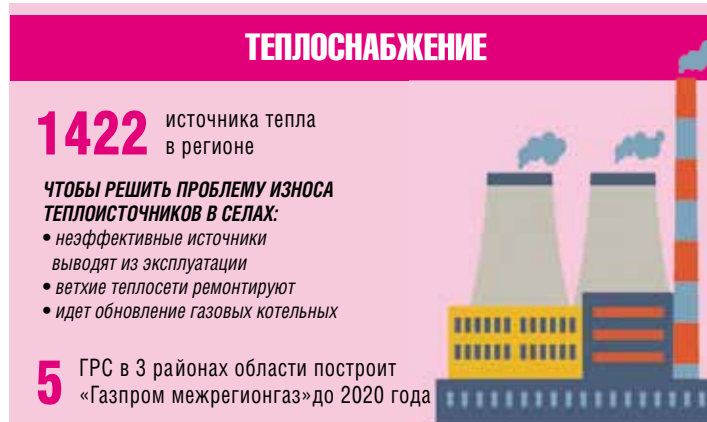 ТЕПЛОСНАБЖЕНИЕ
1422 источника тепла
в регионе
ЧТОБЫ РЕШИТЬ ПРОБЛЕМУ ИЗНОСА
ТЕПЛОИСТОЧНИКОВ В СЕЛАХ:
• неэффективные источники
выводят из эксплуатации
• ветхие теплосети ремонтируют
• идет обновление газовых котельных
5 ГРС в 3 районах области построит
«Газпром межрегионгаз»до 2020 года